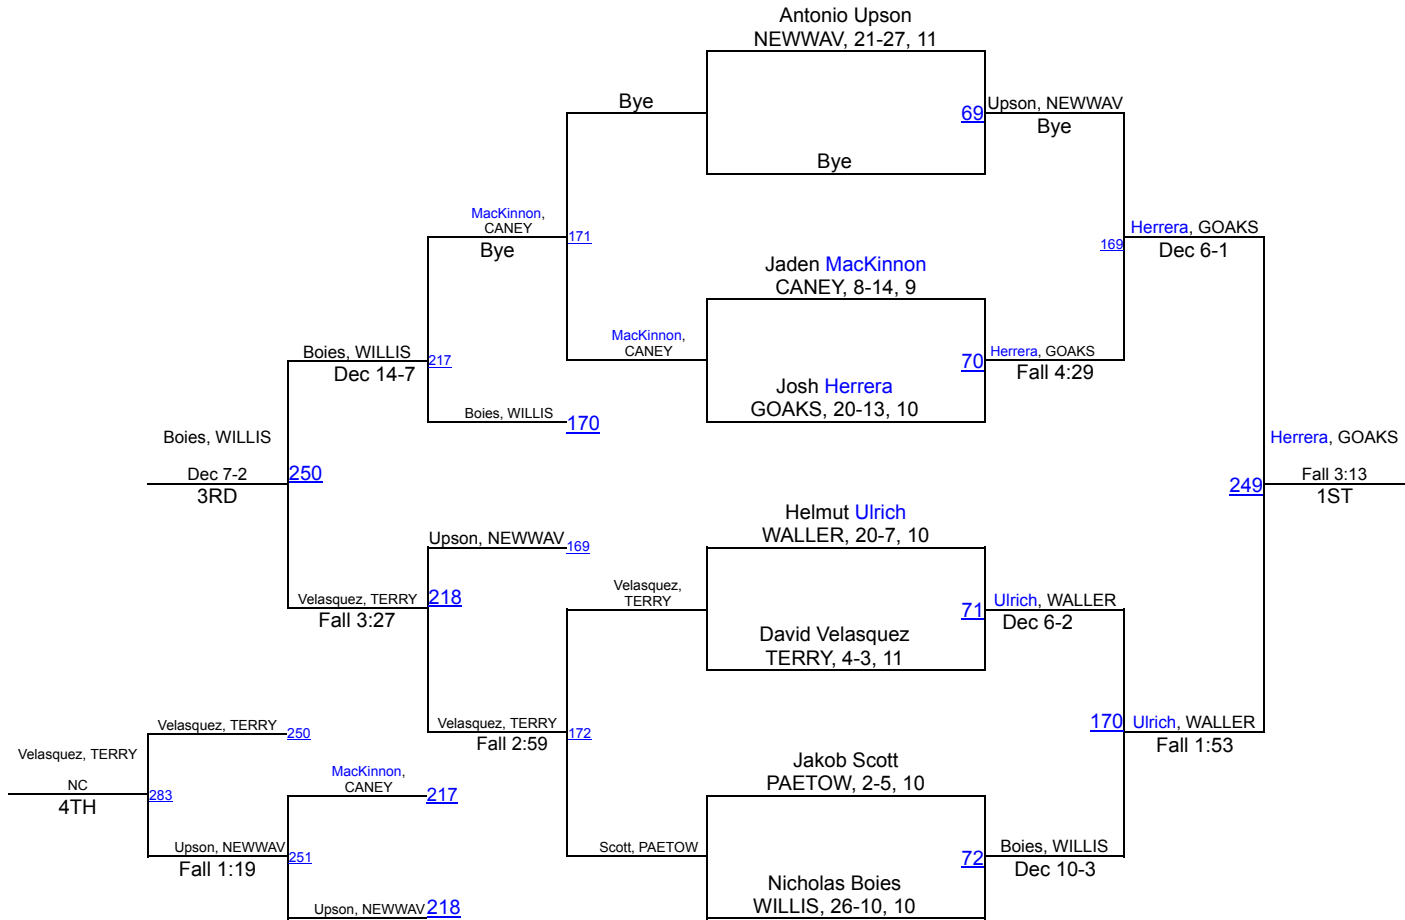 Antonio Upson
NEWWAV, 21-27, 11
Bye
69
Upson, NEWWAV
Bye
Bye
MacKinnon,
CANEY
Bye
171
169
Herrera, GOAKS
Dec 6-1
Jaden MacKinnon
CANEY, 8-14, 9
MacKinnon,
CANEY
70
Herrera, GOAKS
Fall 4:29
Boies, WILLIS
Dec 14-7
217
Josh Herrera
GOAKS, 20-13, 10
Boies, WILLIS
170
Boies, WILLIS
Dec 7-2
3RD
250
Herrera, GOAKS
249
Fall 3:13
1ST
Helmut Ulrich
WALLER, 20-7, 10
Upson, NEWWAV
169
Velasquez,
TERRY
Velasquez, TERRY
Fall 3:27
218
71
Ulrich, WALLER
Dec 6-2
David Velasquez
TERRY, 4-3, 11
Velasquez, TERRY
250
Velasquez, TERRY
Fall 2:59
172
170
Ulrich, WALLER
Fall 1:53
Velasquez, TERRY
NC
4TH
283
MacKinnon,
CANEY
217
Jakob Scott
PAETOW, 2-5, 10
Upson, NEWWAV
Fall 1:19
251
Scott, PAETOW
72
Boies, WILLIS
Dec 10-3
Nicholas Boies
WILLIS, 26-10, 10
Upson, NEWWAV
218